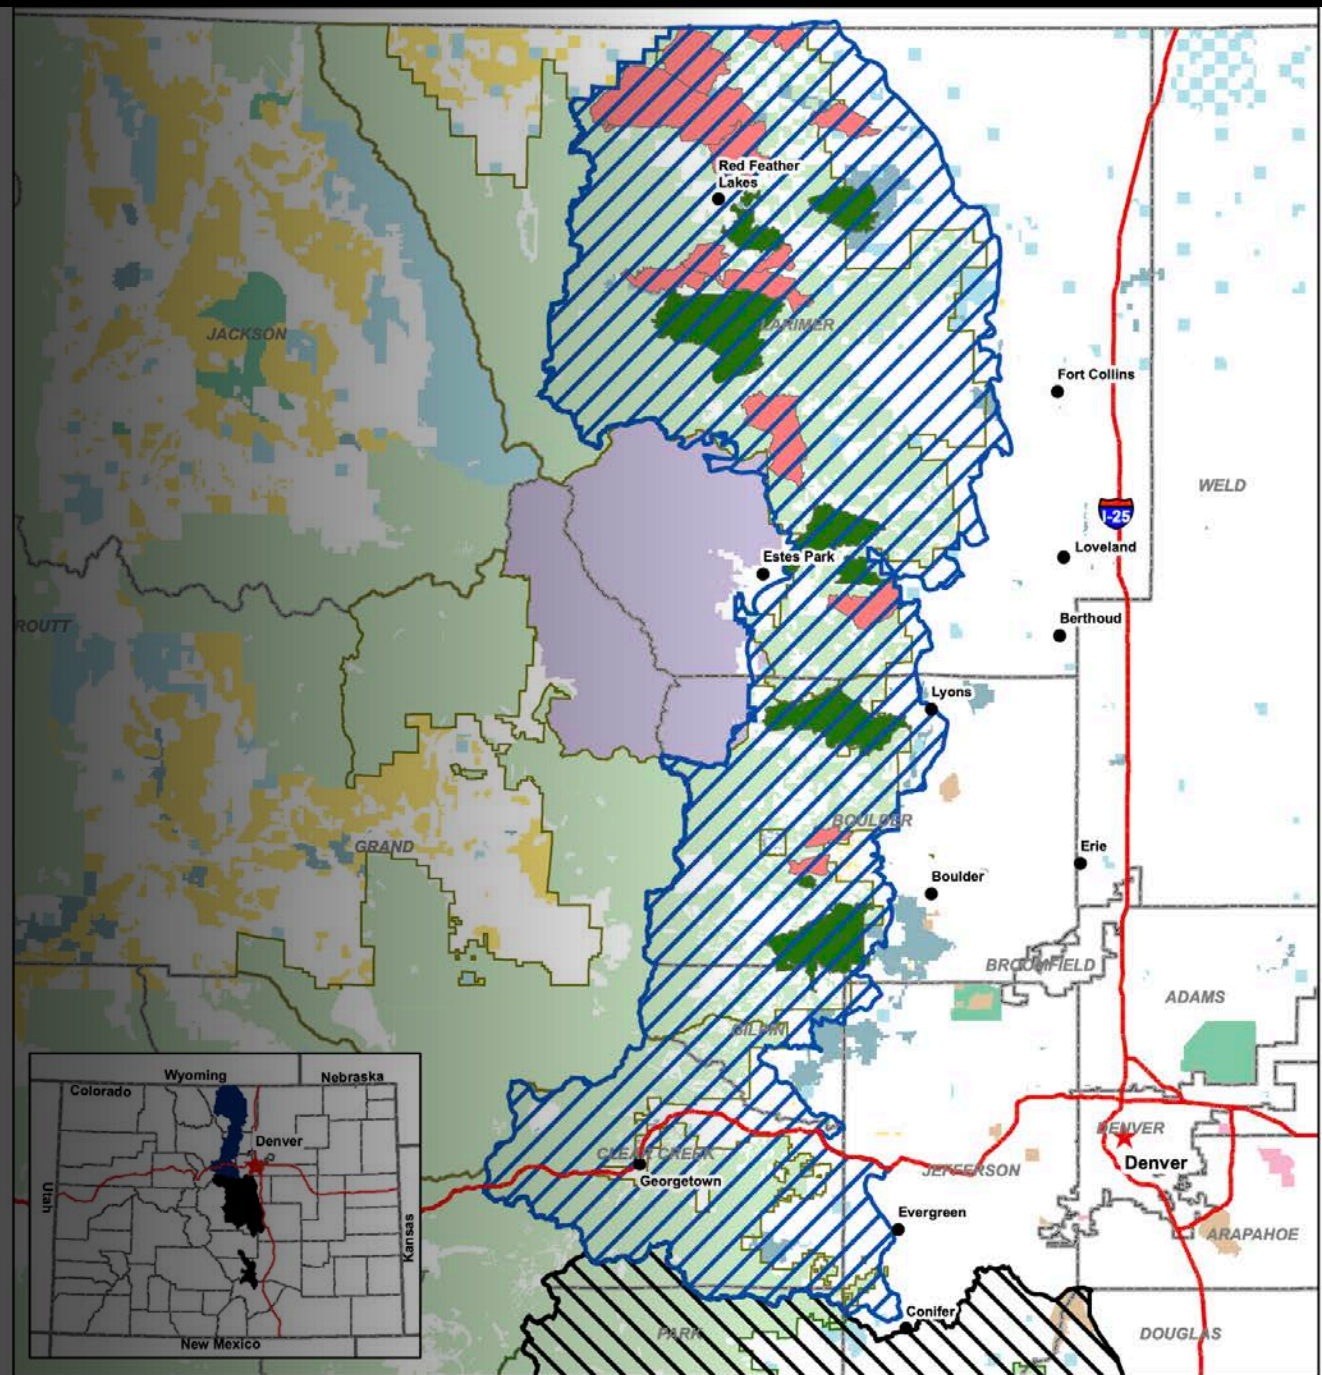 Red Feather
Lakes
JACKSON
LARIMER
Fort Collins
WELD
I-25
Loveland
Estes Park
Berthoud
ROUTT
Lyons
BOULDER
GRAND
Erie
Boulder
BROOMFIELD
ADAMS
GILPIN
Wyoming
Nebraska
Colorado
Denver
DENVER
Denver
CLEAR CREEK
JEFFERSON
Georgetown
Utah
Kansas
Evergreen
ARAPAHOE
Conifer
PARK
DOUGLAS
New Mexico